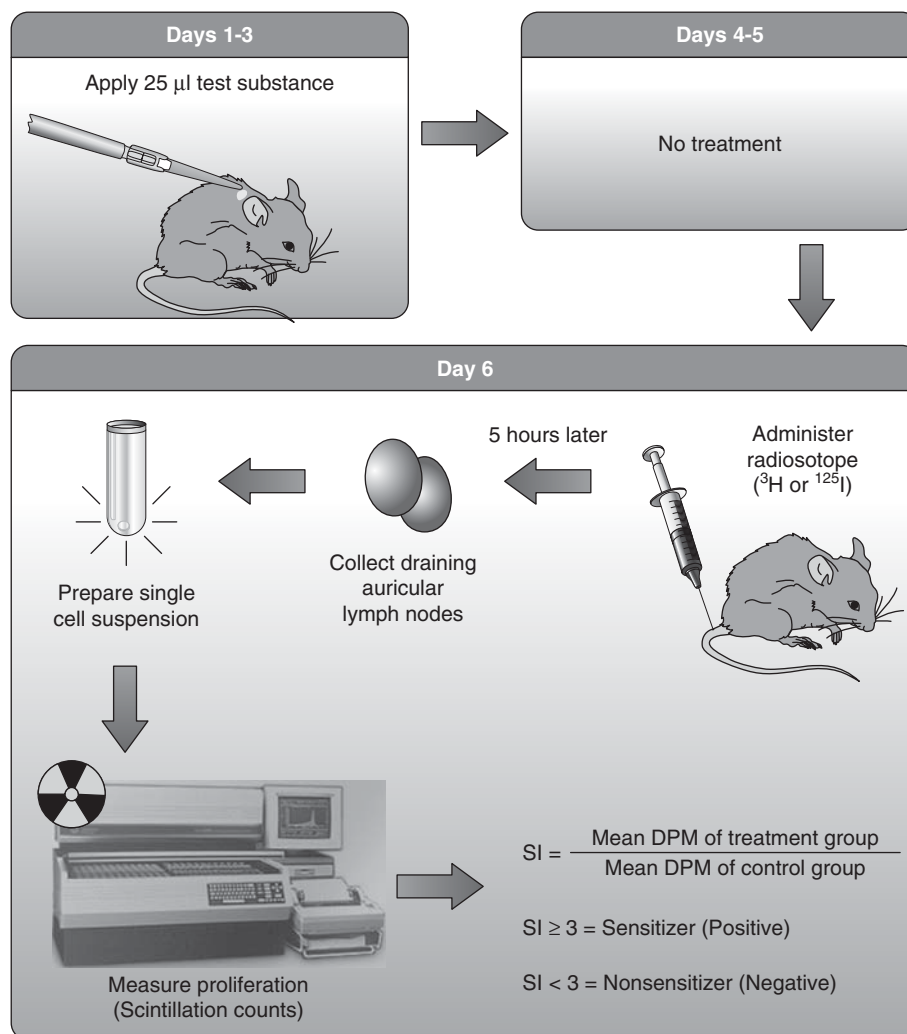 Days 1-3
Apply 25 μl test substance
Days 4-5
No treatment
Day 6
Administer
radiosotope
(³H or ¹²⁵I)
5 hours later
Collect draining
auricular
lymph nodes
Prepare single
cell suspension
Measure proliferation
(Scintillation counts)
SI = Mean DPM of treatment group
Mean DPM of control group
SI ≥ 3 = Sensitizer (Positive)
SI < 3 = Nonsensitizer (Negative)